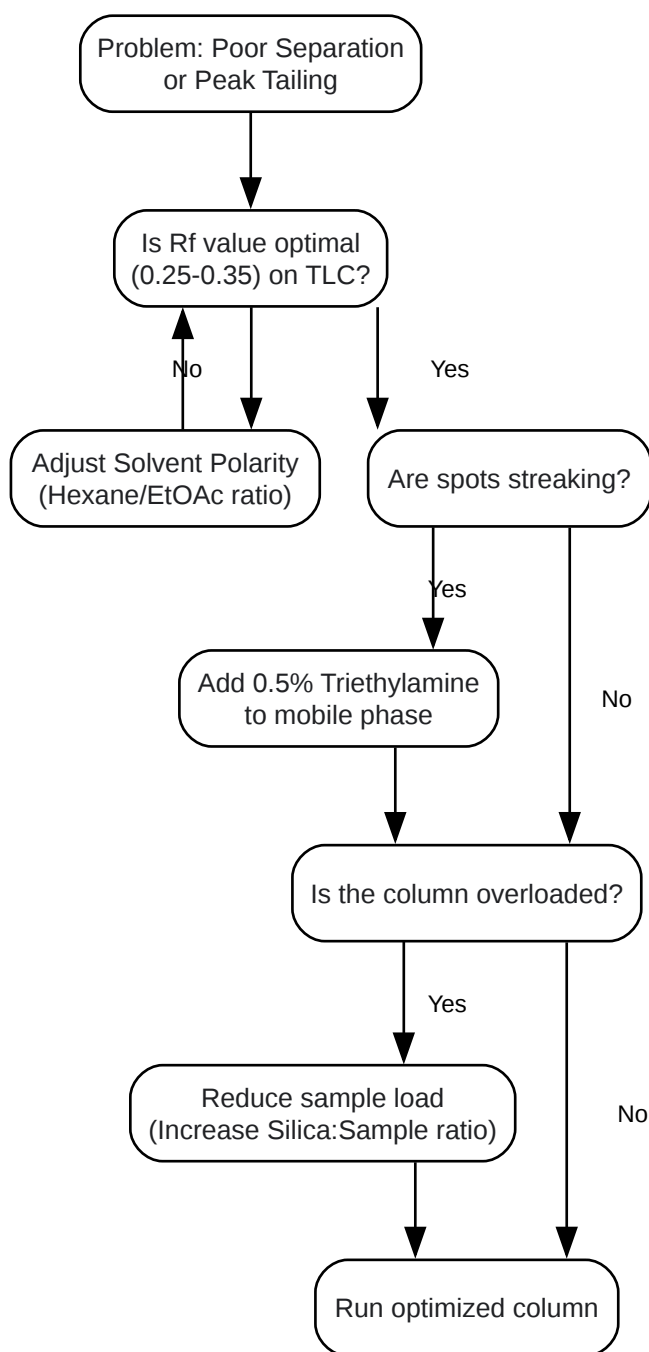 Problem: Poor Separation
or Peak Tailing
Is Rf value optimal
(0.25-0.35) on TLC?
No
Yes
Adjust Solvent Polarity
(Hexane/EtOAc ratio)
Are spots streaking?
Yes
Add 0.5% Triethylamine
to mobile phase
No
Is the column overloaded?
Yes
Reduce sample load
(Increase Silica:Sample ratio)
No
Run optimized column